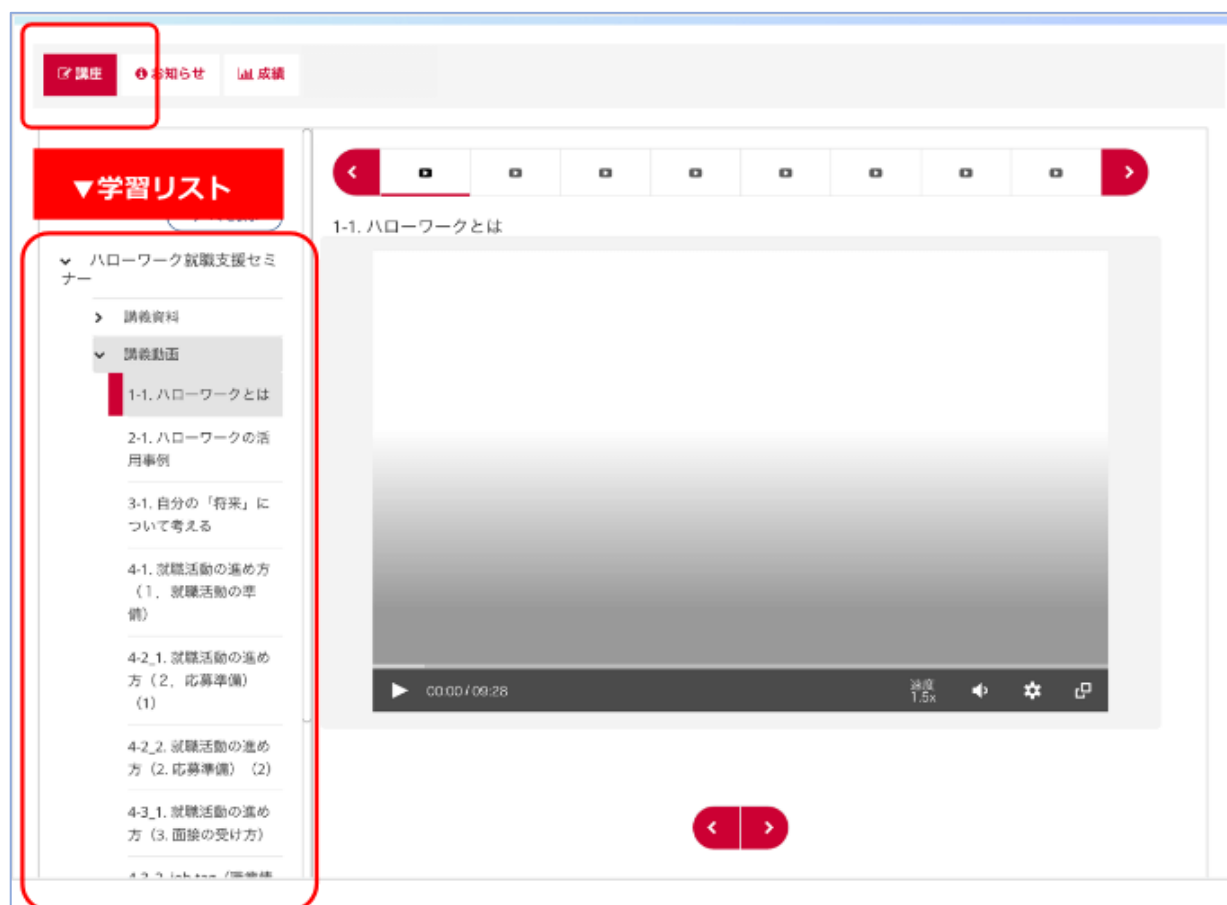 講座
お知らせ
成績
▼学習リスト
1-1. ハローワークとは
ハローワーク就職支援セミ
ナー
講義資料
講義動画
1-1. ハローワークとは
2-1. ハローワークの活
用事例
3-1. 自分の「将来」に
ついて考える
4-1. 就職活動の進め方
（1．就職活動の準
備）
4-2_1. 就職活動の進め
方（2．応募準備）
（1）
4-2_2. 就職活動の進め
方（2. 応募準備）（2）
4-3_1. 就職活動の進め
方（3. 面接の受け方）
00:00 / 09:28
速度
1.5x